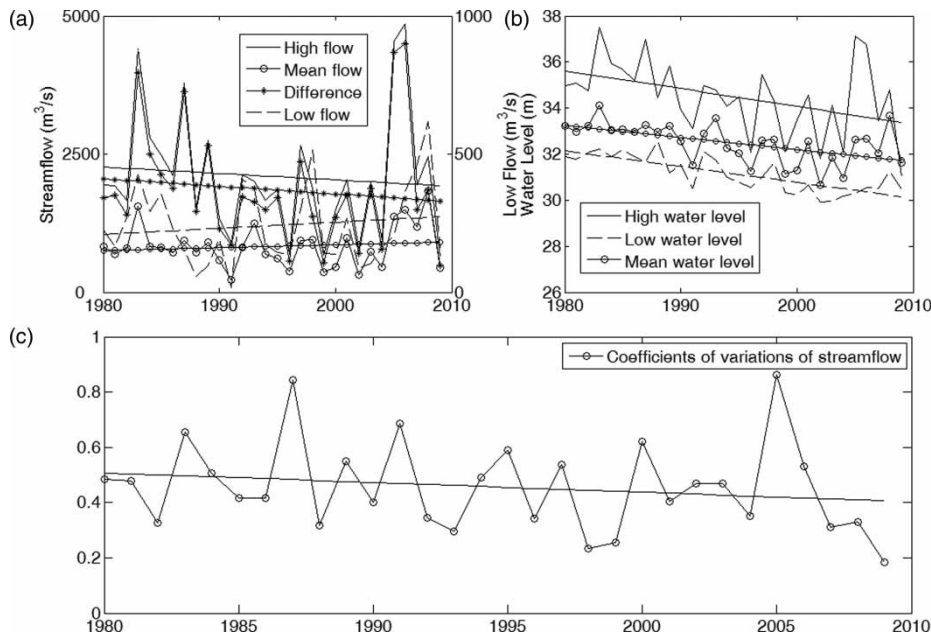 (a)
5000
2500
0
Streamflow (m³/s)
1000
500
0
Low Flow (m³/s)
High flow
Mean flow
Difference
Low flow
1980
1990
2000
(b)
38
36
34
32
30
28
26
Water Level (m)
High water level
Low water level
Mean water level
1980
1990
2000
2010
(c)
1
0.8
0.6
0.4
0.2
0
Coefficients of variations of streamflow
1980
1985
1990
1995
2000
2005
2010